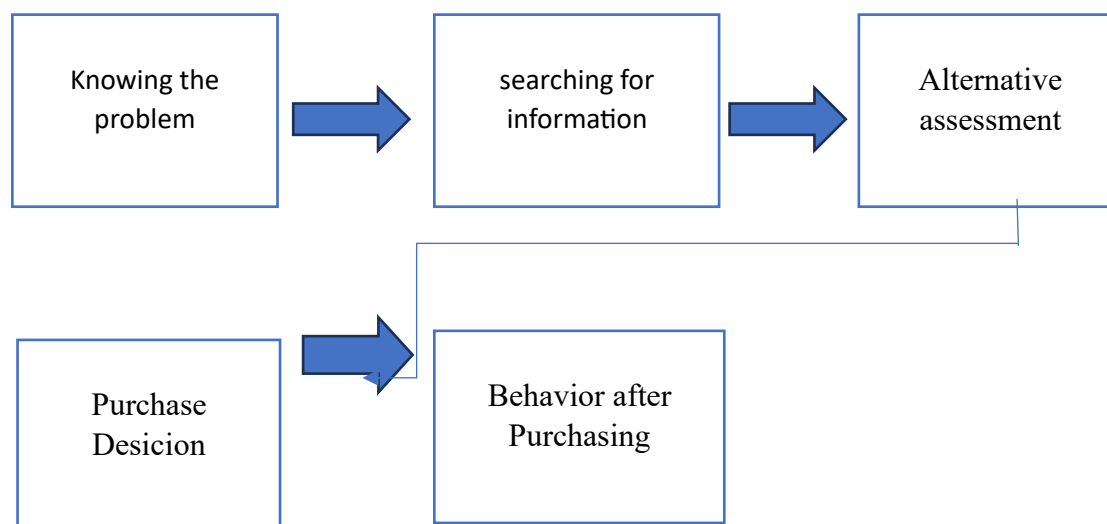 Knowing the
problem
searching for
information
Alternative
assessment
Purchase
Desicion
Behavior after
Purchasing